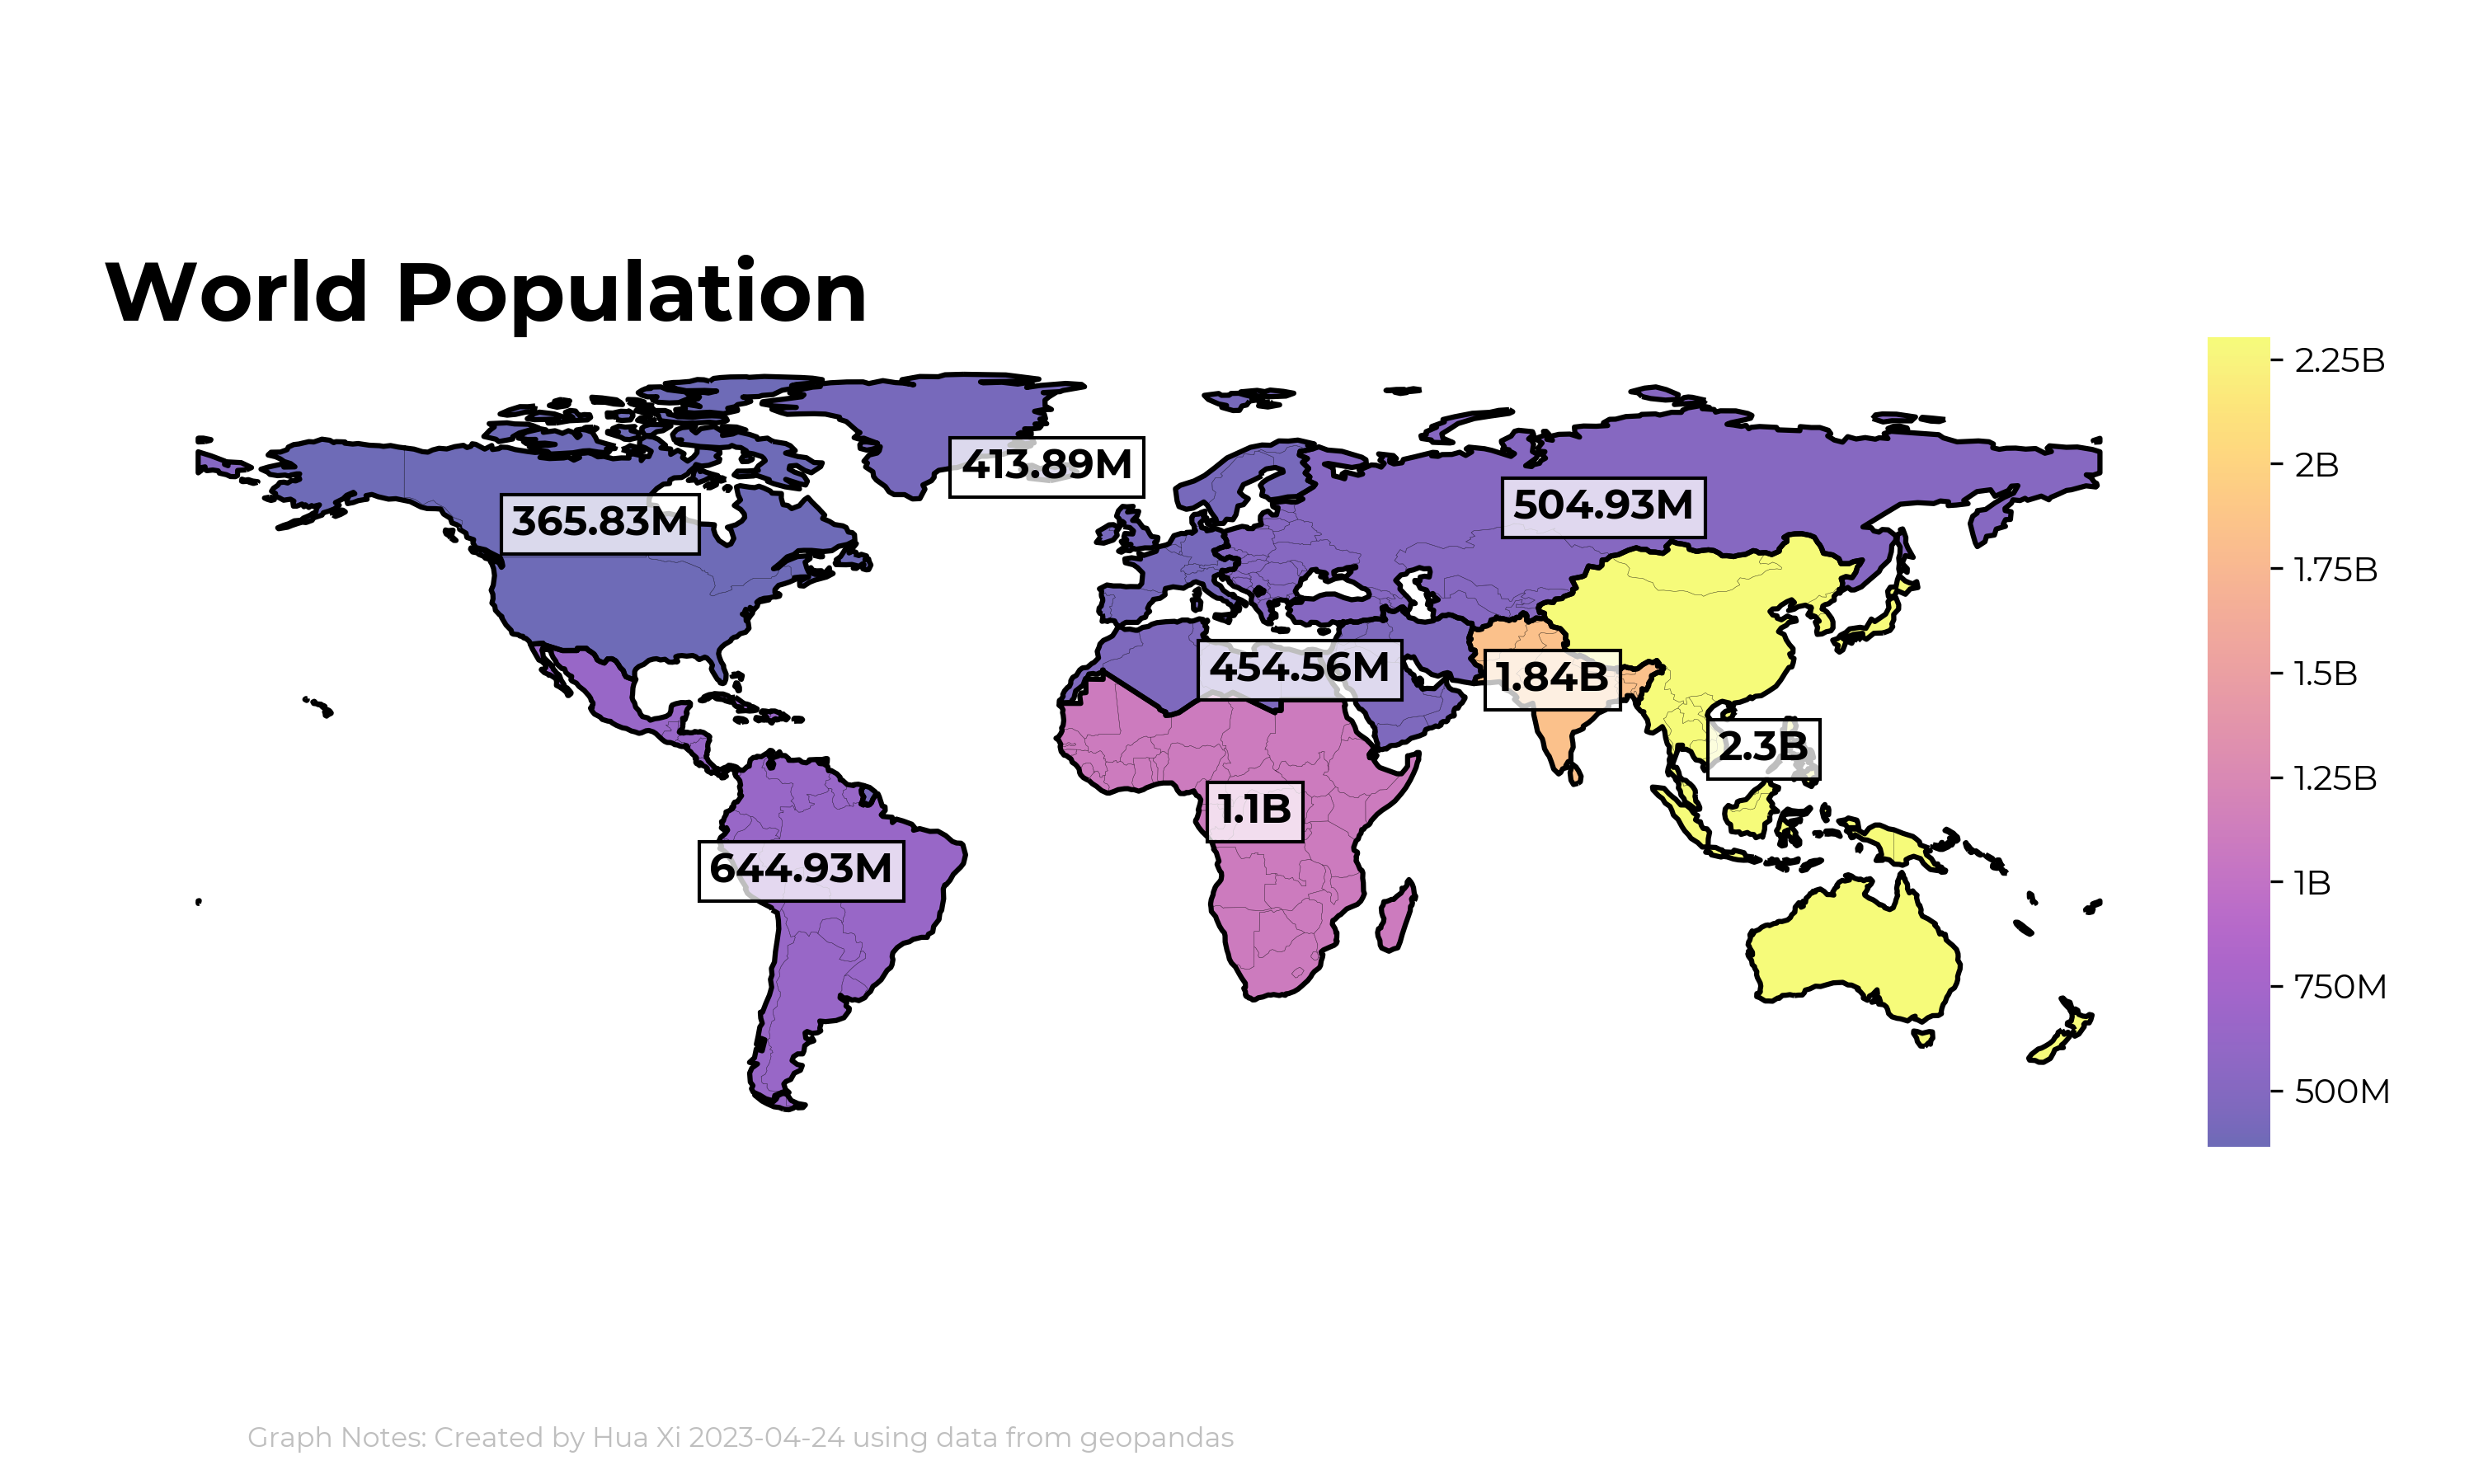 World Population
2.25B
2B
1.75B
1.5B
1.25B
1B
750M
500M
413.89M
365.83M
504.93M
454.56M
1.84B
2.3B
1.1B
644.93M
Graph Notes: Created by Hua Xi 2023-04-24 using data from geopandas